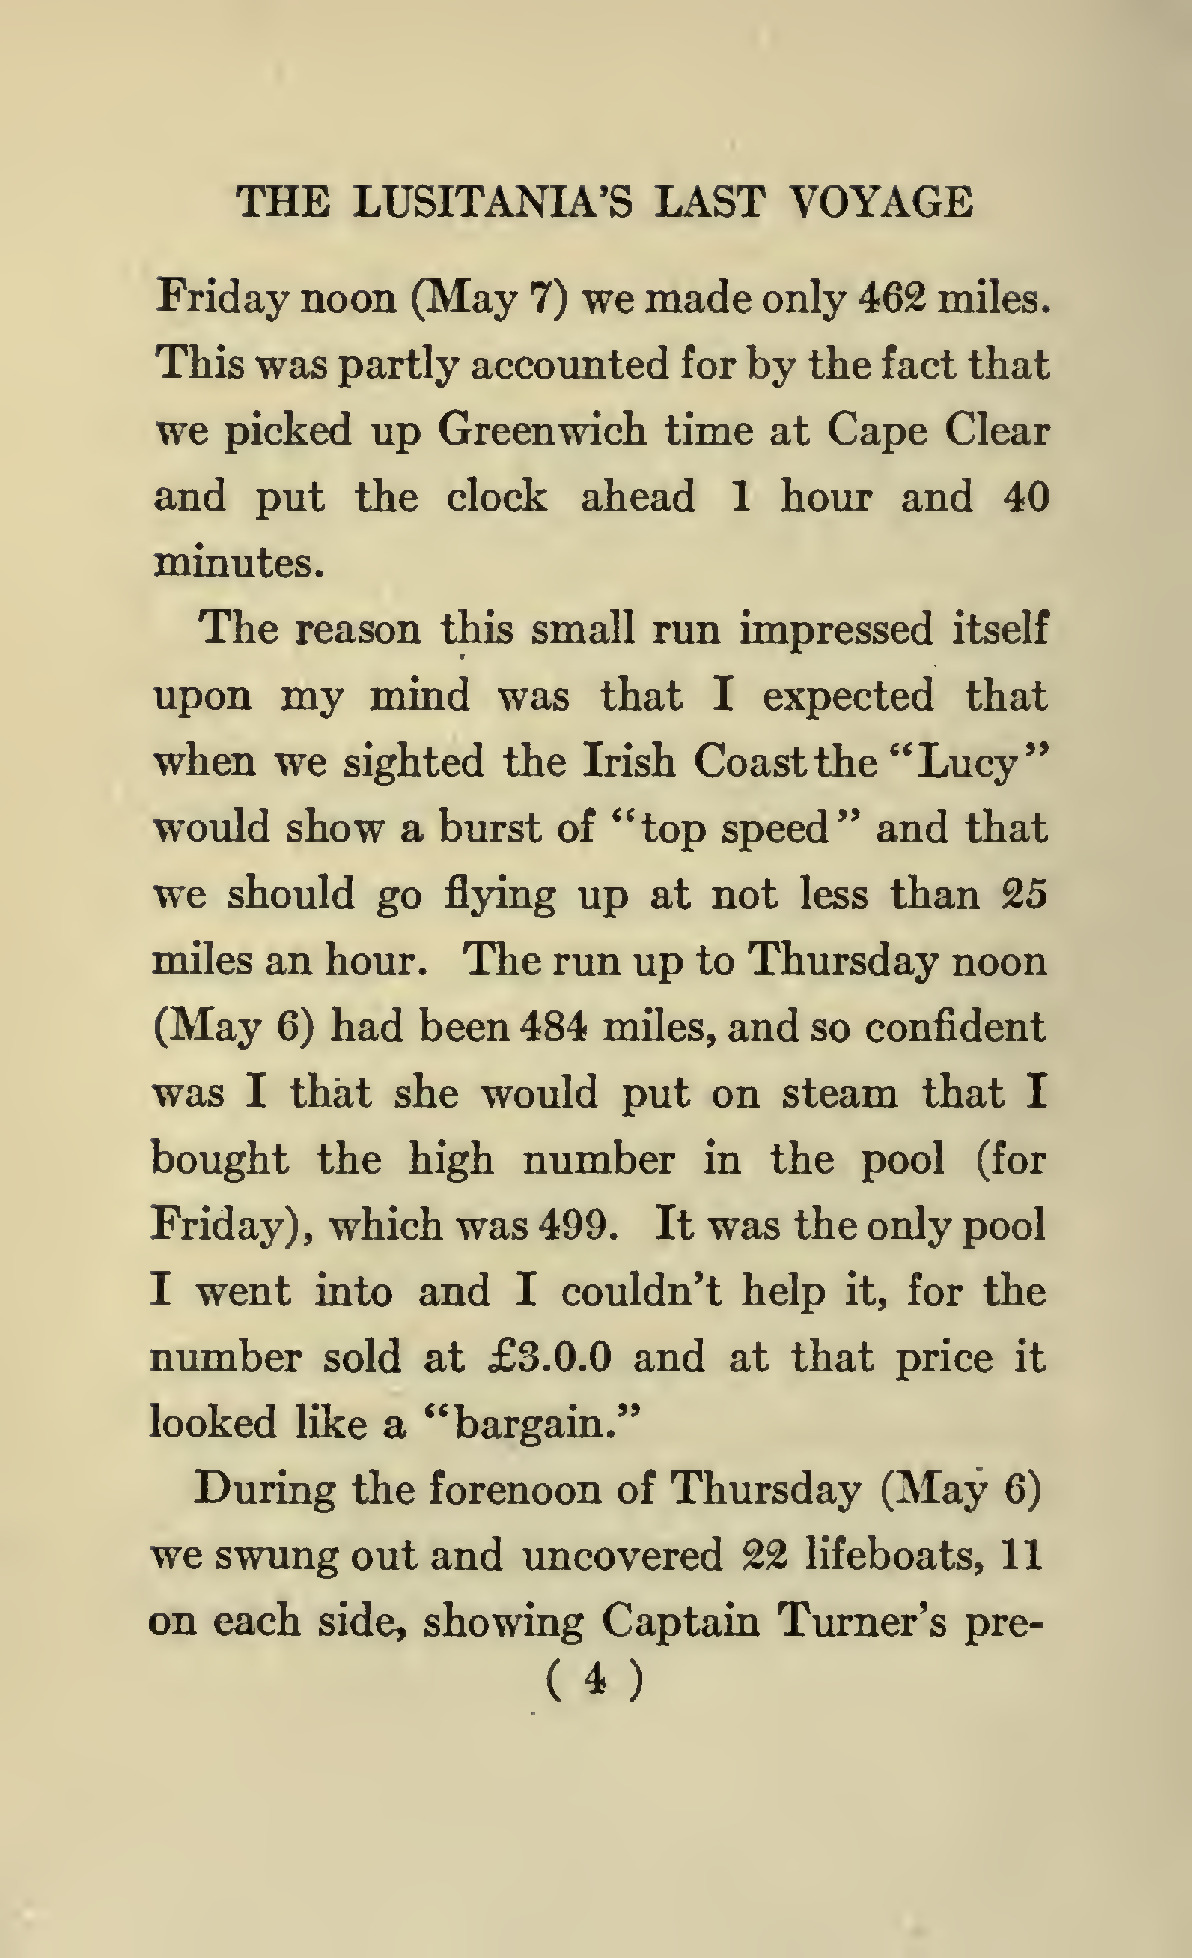 THE LUSITANIA'S LAST VOYAGE
Friday noon (May 7) we made only 462 miles.
This was partly accounted for by the fact that
we picked up Greenwich time at Cape Clear
and put the clock ahead 1 hour and 40
minutes.
The reason this small run impressed itself
upon my mind was that I expected that
when we sighted the Irish Coast the "Lucy"
would show a burst of "top speed" and that
we should go flying up at not less than 25
miles an hour. The run up to Thursday noon
(May 6) had been 484 miles, and so confident
was I that she would put on steam that I
bought the high number in the pool (for
Friday), which was 499. It was the only pool
I went into and I couldn't help it, for the
number sold at £3.0.0 and at that price it
looked like a "bargain."
During the forenoon of Thursday (May 6)
we swung out and uncovered 22 lifeboats, 11
on each side, showing Captain Turner's pre-
( 4 )